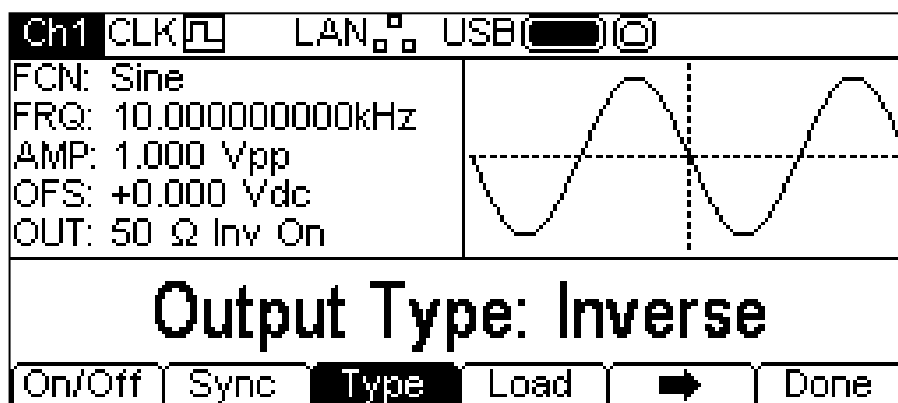 Ch1 CLK LAN USB
FCN: Sine
FRQ: 10.000000000kHz
AMP: 1.000 Vpp
OFS: +0.000 Vdc
OUT: 50 Ω Inv On
Output Type: Inverse
On/Off Sync Type Load ➡ Done